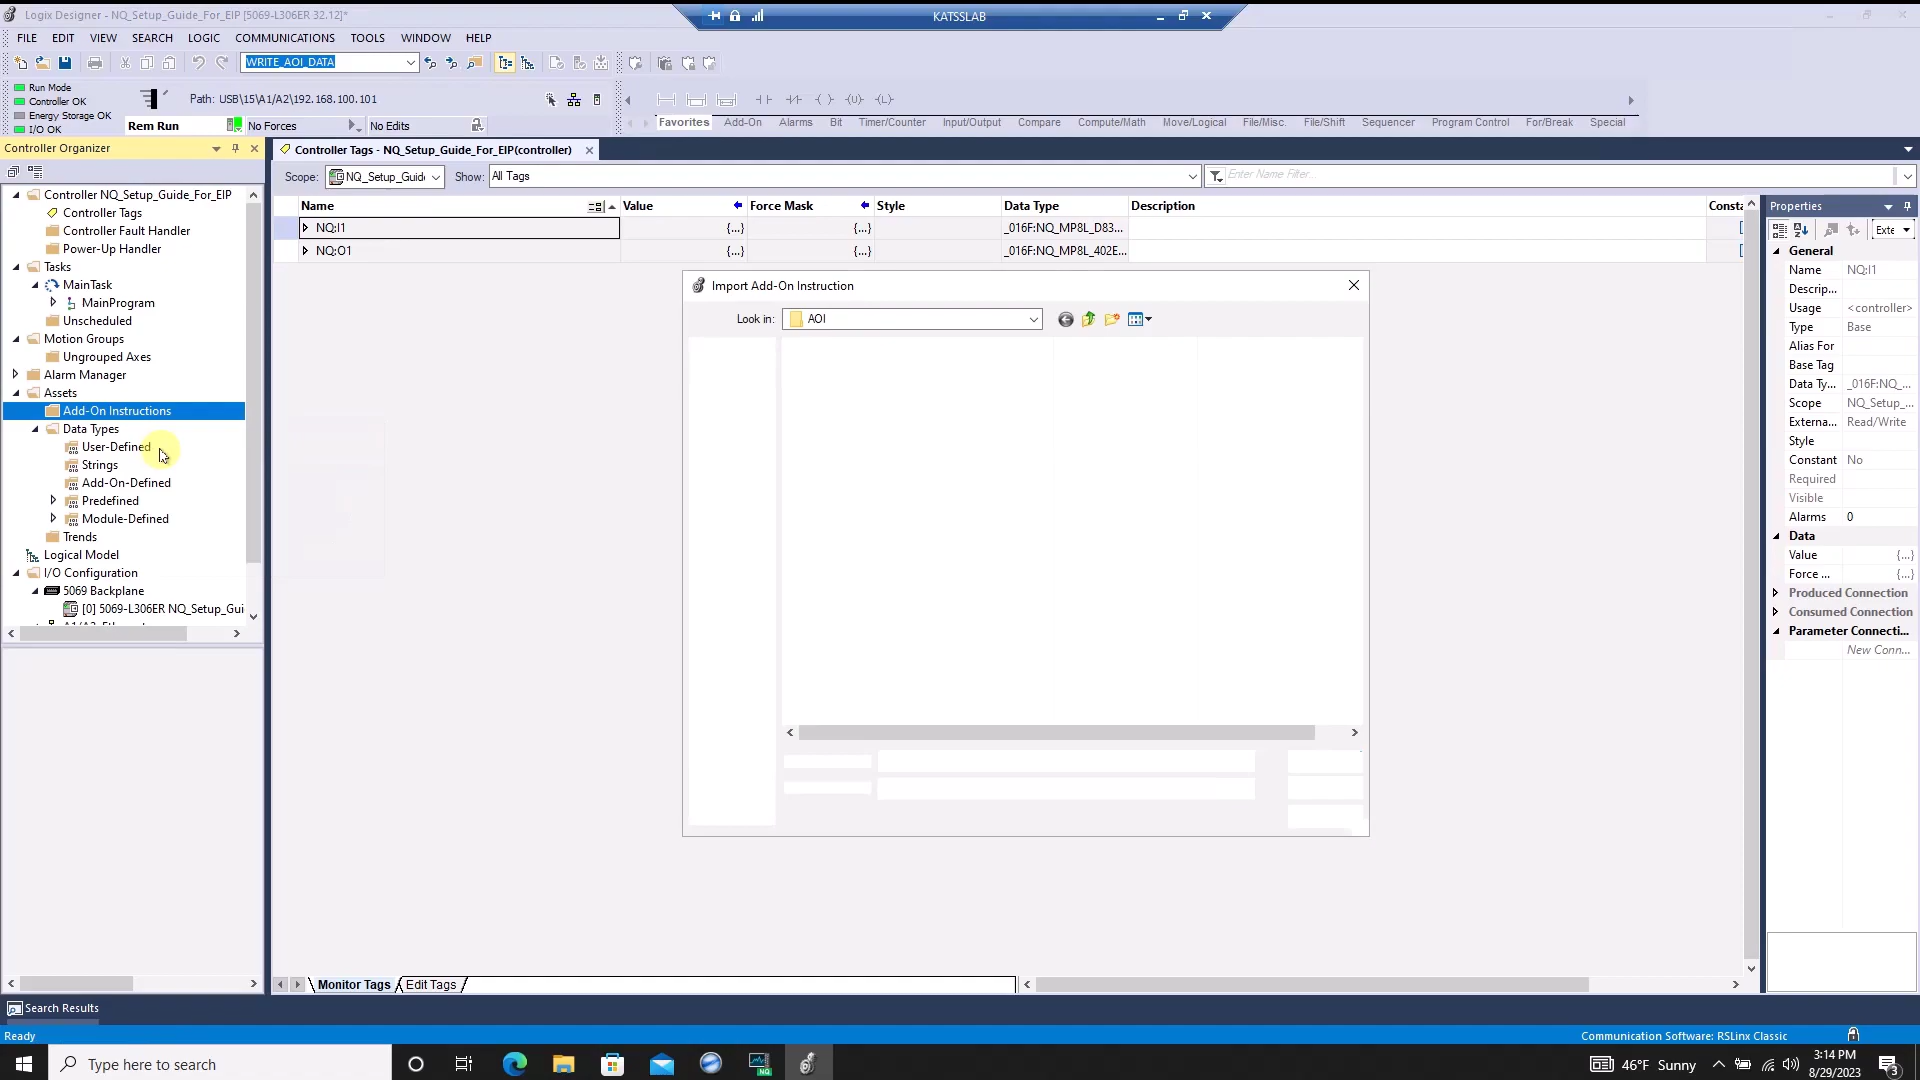 Logix Designer - NQ_Setup_Guide_For_EIP [5069-L306ER 32.12]*
KATSSLAB
FILE EDIT VIEW SEARCH LOGIC COMMUNICATIONS TOOLS WINDOW HELP
WRITE_AOI_DATA
Run Mode
Controller OK
Energy Storage OK
I/O OK
Path: USB\15\A1/A2\192.168.100.101
Rem Run No Forces No Edits
Favorites Add-On Alarms Bit Timer/Counter Input/Output Compare Compute/Math Move/Logical File/Misc. File/Shift Sequencer Program Control For/Break Special
Controller Organizer
Controller NQ_Setup_Guide_For_EIP
Controller Tags
Controller Fault Handler
Power-Up Handler
Tasks
MainTask
MainProgram
Unscheduled
Motion Groups
Ungrouped Axes
Alarm Manager
Assets
Add-On Instructions
Data Types
User-Defined
Strings
Add-On-Defined
Predefined
Module-Defined
Trends
Logical Model
I/O Configuration
5069 Backplane
[0] 5069-L306ER NQ_Setup_Gui
Controller Tags - NQ_Setup_Guide_For_EIP(controller)
Scope: NQ_Setup_Guide Show: All Tags Enter Name Filter...
Name Value Force Mask Style Data Type Description Consta
NQ:I1 {...} {...} _016F:NQ_MP8L_D83...
NQ:O1 {...} {...} _016F:NQ_MP8L_402E...
Import Add-On Instruction
Look in: AOI
Properties
Exte
General
Name NQ:I1
Descrip...
Usage <controller>
Type Base
Alias For
Base Tag
Data Ty... _016F:NQ_...
Scope NQ_Setup_...
Externa... Read/Write
Style
Constant No
Required
Visible
Alarms 0
Data
Value {...}
Force ... {...}
Produced Connection
Consumed Connection
Parameter Connecti...
New Conn...
Monitor Tags Edit Tags
Search Results
Ready
Communication Software: RSLinx Classic
Type here to search
NQ
46°F Sunny
3:14 PM
8/29/2023
3